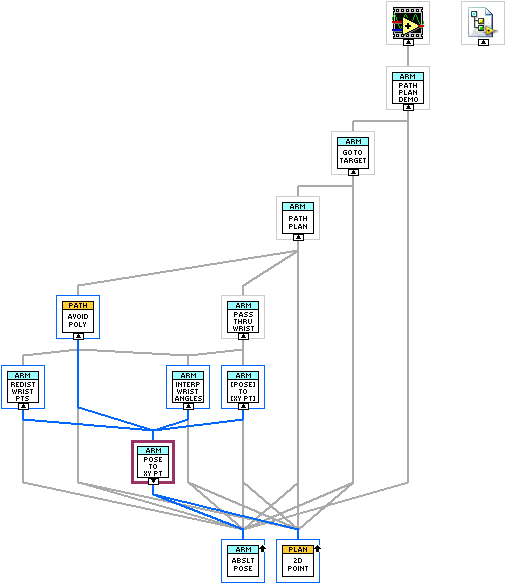 ARM
PATH
PLAN
DEMO
ARM
GO TO
TARGET
ARM
PATH
PLAN
PATH
AVOID
POLY
ARM
PASS
THRU
WRIST
ARM
REDIST
WRIST
PTS
ARM
INTERP
WRIST
ANGLES
ARM
[POSE]
TO
[XY PT]
ARM
POSE
TO
XY PT
ARM
ABSLT
POSE
PLAN
2D
POINT